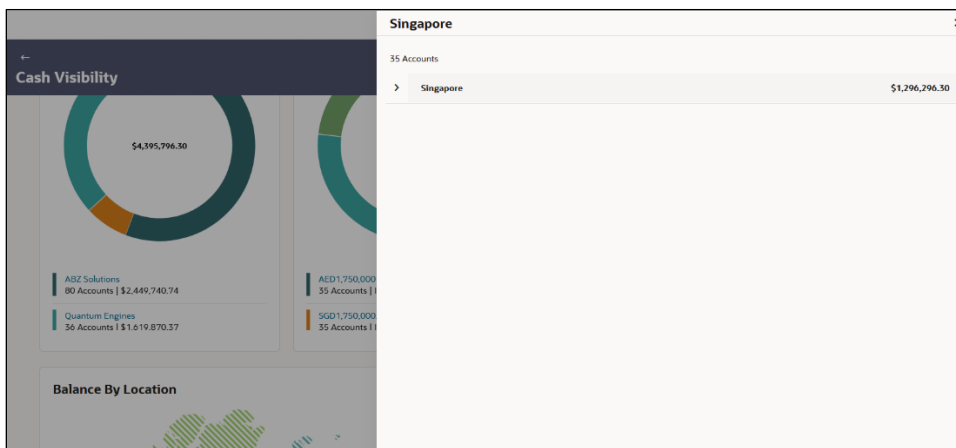 Singapore
35 Accounts
Singapore $1,296,296.30
←
Cash Visibility
$4,395,796.30
ABZ Solutions
80 Accounts | $2,449,740.74
Quantum Engines
36 Accounts | $1,619,870.37
AED1,750,000
35 Accounts |
SGD1,750,000
35 Accounts |
Balance By Location